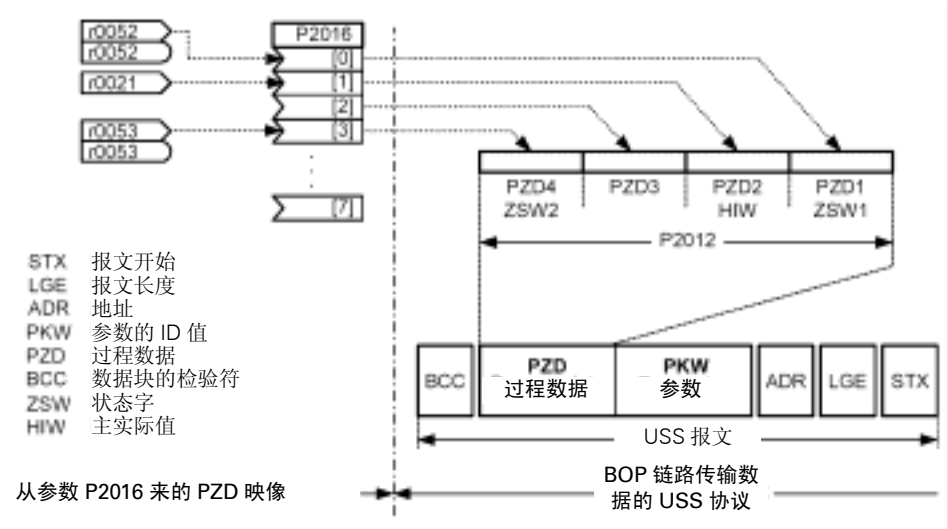 r0052
r0052
r0021
r0053
r0053
P2016
[0]
[1]
[2]
[3]
[7]
PZD4
ZSW2
PZD3
PZD2
HIW
PZD1
ZSW1
P2012
STX 报文开始
LGE 报文长度
ADR 地址
PKW 参数的 ID 值
PZD 过程数据
BCC 数据块的检验符
ZSW 状态字
HIW 主实际值
BCC
PZD
过程数据
PKW
参数
ADR
LGE
STX
USS 报文
从参数 P2016 来的 PZD 映像
BOP 链路传输数
据的 USS 协议